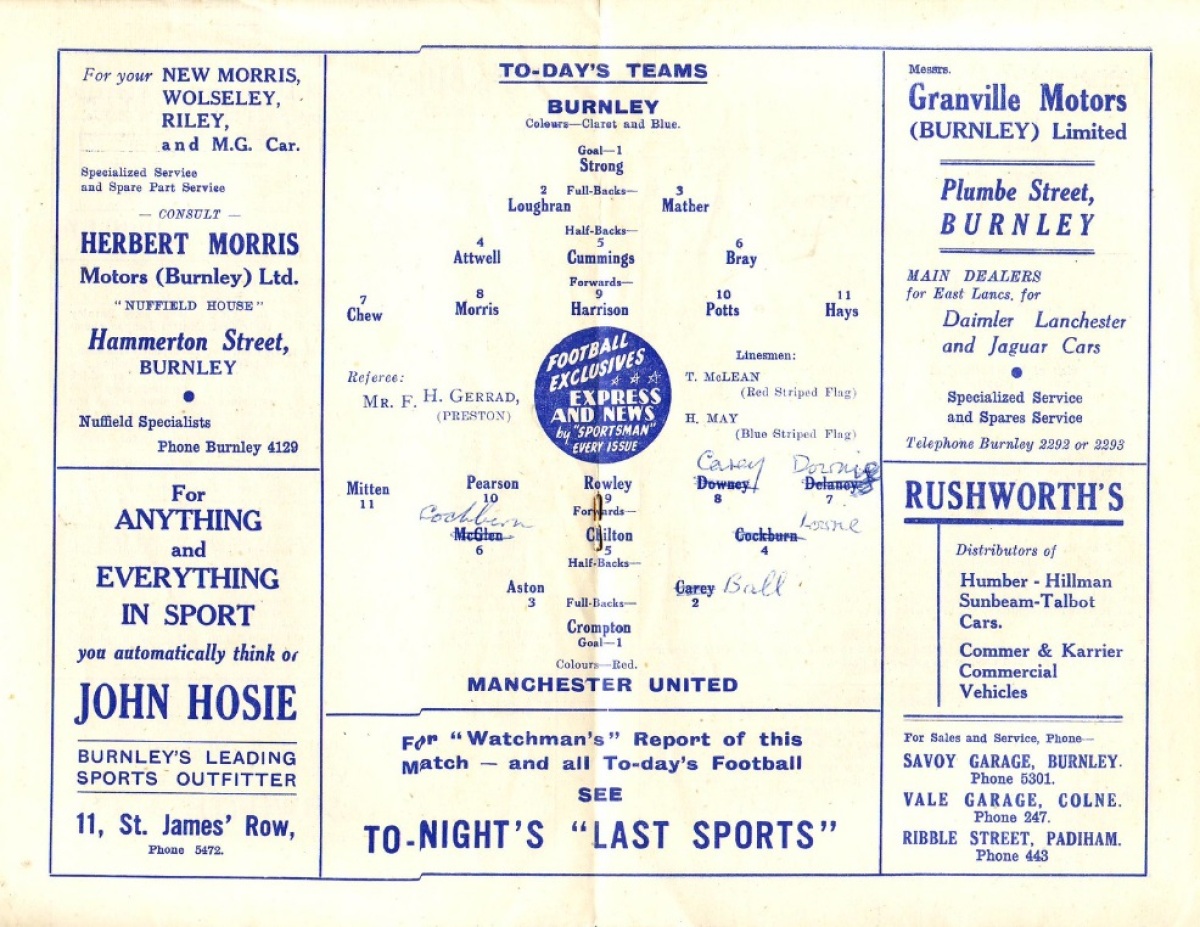 For your NEW MORRIS,
WOLSELEY,
RILEY,
and M.G. Car.
Specialized Service
and Spare Part Service
— CONSULT —
HERBERT MORRIS
Motors (Burnley) Ltd.
"NUFFIELD HOUSE"
Hammerton Street,
BURNLEY
Nuffield Specialists
Phone Burnley 4129
For
ANYTHING
and
EVERYTHING
IN SPORT
you automatically think of
JOHN HOSIE
BURNLEY'S LEADING
SPORTS OUTFITTER
11, St. James' Row,
Phone 5472.
TO-DAY'S TEAMS
BURNLEY
Colours—Claret and Blue.
Goal—1
Strong
2 Full-Backs— 3
Loughran Mather
Half-Backs—
4 5 6
Attwell Cummings Bray
Forwards—
7 8 9 10 11
Chew Morris Harrison Potts Hays
FOOTBALL
EXCLUSIVES
EXPRESS
AND NEWS
by "SPORTSMAN"
EVERY ISSUE
Referee:
MR. F. H. GERRAD,
(PRESTON)
Linesmen:
T. McLEAN
(Red Striped Flag)
H. MAY
(Blue Striped Flag)
Carey Downie
Mitten Pearson Rowley Downey Delaney
11 10 9 8 7
Forwards—
Cockburn Lowrie
McGlen Chilton Cockburn
6 5 4
Half-Backs—
Aston Carey Ball
3 Full-Backs— 2
Crompton
Goal—1
Colours—Red.
MANCHESTER UNITED
For "Watchman's" Report of this
Match — and all To-day's Football
SEE
TO-NIGHT'S "LAST SPORTS"
Messrs.
Granville Motors
(BURNLEY) Limited
Plumbe Street,
BURNLEY
MAIN DEALERS
for East Lancs. for
Daimler Lanchester
and Jaguar Cars
Specialized Service
and Spares Service
Telephone Burnley 2292 or 2293
RUSHWORTH'S
Distributors of
Humber - Hillman
Sunbeam-Talbot
Cars.
Commer & Karrier
Commercial
Vehicles
For Sales and Service, Phone—
SAVOY GARAGE, BURNLEY.
Phone 5301.
VALE GARAGE, COLNE.
Phone 247.
RIBBLE STREET, PADIHAM.
Phone 443